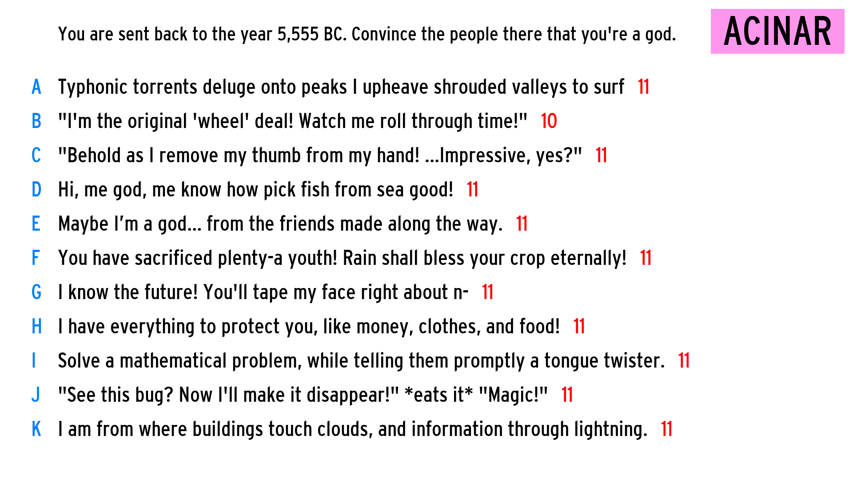 You are sent back to the year 5,555 BC. Convince the people there that you're a god.
ACINAR
A Typhonic torrents deluge onto peaks I upheave shrouded valleys to surf 11
B "I'm the original 'wheel' deal! Watch me roll through time!" 10
C "Behold as I remove my thumb from my hand! ...Impressive, yes?" 11
D Hi, me god, me know how pick fish from sea good! 11
E Maybe I’m a god... from the friends made along the way. 11
F You have sacrificed plenty-a youth! Rain shall bless your crop eternally! 11
G I know the future! You'll tape my face right about n- 11
H I have everything to protect you, like money, clothes, and food! 11
I Solve a mathematical problem, while telling them promptly a tongue twister. 11
J "See this bug? Now I'll make it disappear!" *eats it* "Magic!" 11
K I am from where buildings touch clouds, and information through lightning. 11